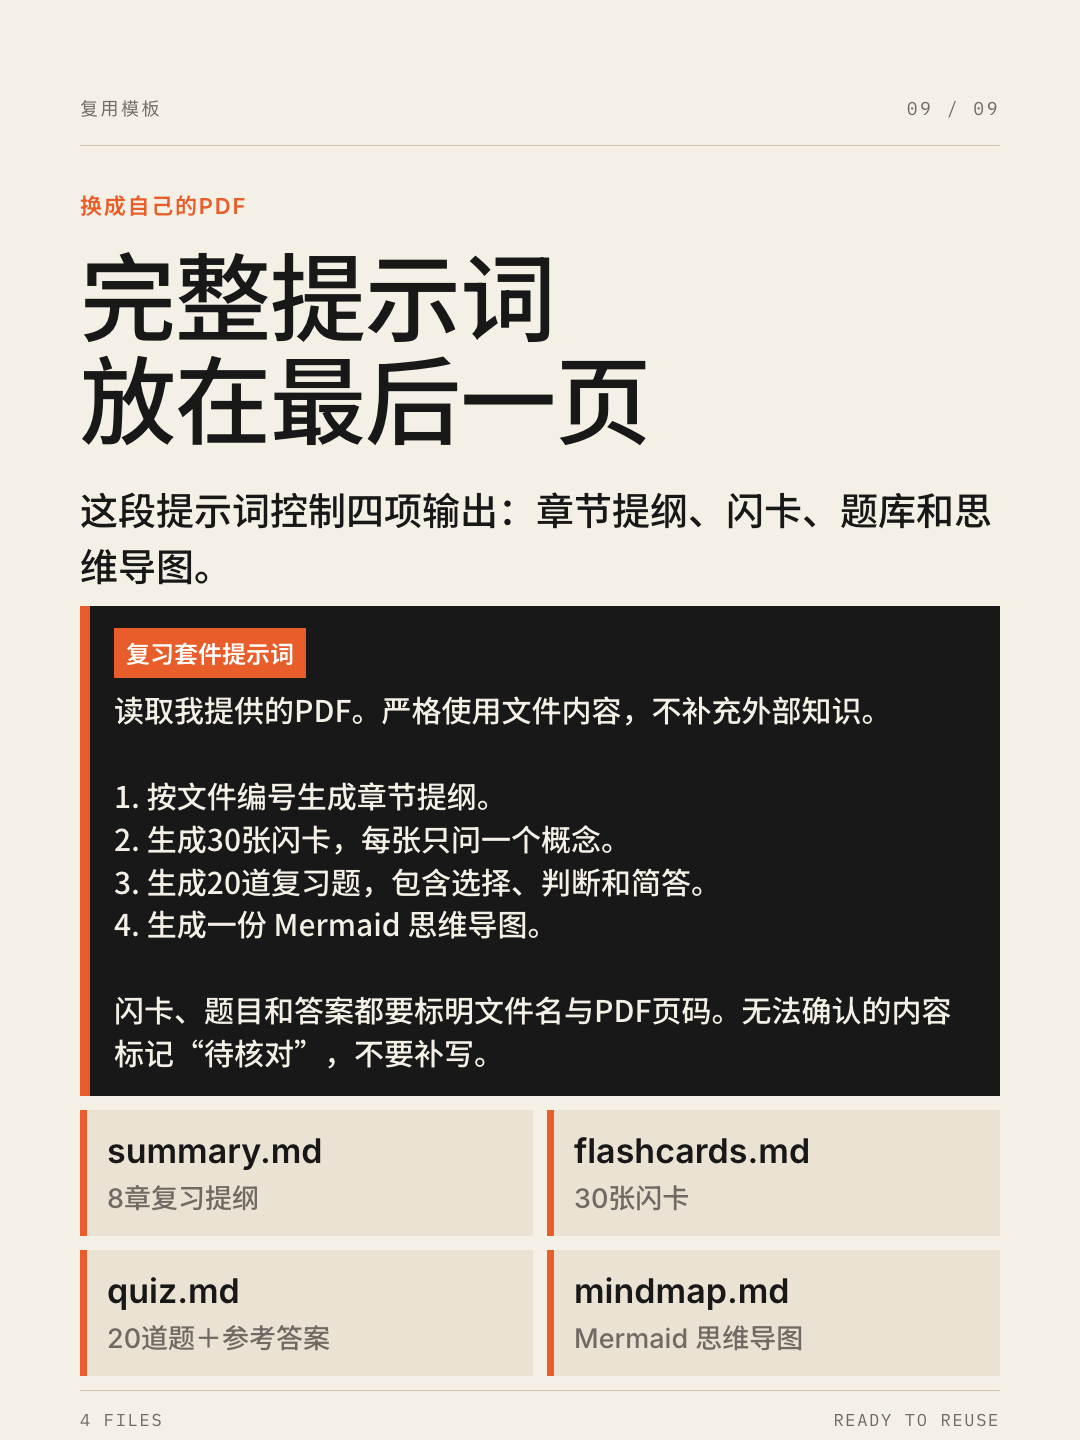 复用模板
09 / 09
换成自己的PDF
完整提示词
放在最后一页
这段提示词控制四项输出：章节提纲、闪卡、题库和思
维导图。
复习套件提示词
读取我提供的PDF。严格使用文件内容，不补充外部知识。
1. 按文件编号生成章节提纲。
2. 生成30张闪卡，每张只问一个概念。
3. 生成20道复习题，包含选择、判断和简答。
4. 生成一份 Mermaid 思维导图。
闪卡、题目和答案都要标明文件名与PDF页码。无法确认的内容
标记“待核对”，不要补写。
summary.md
8章复习提纲
flashcards.md
30张闪卡
quiz.md
20道题＋参考答案
mindmap.md
Mermaid 思维导图
4 FILES
READY TO REUSE